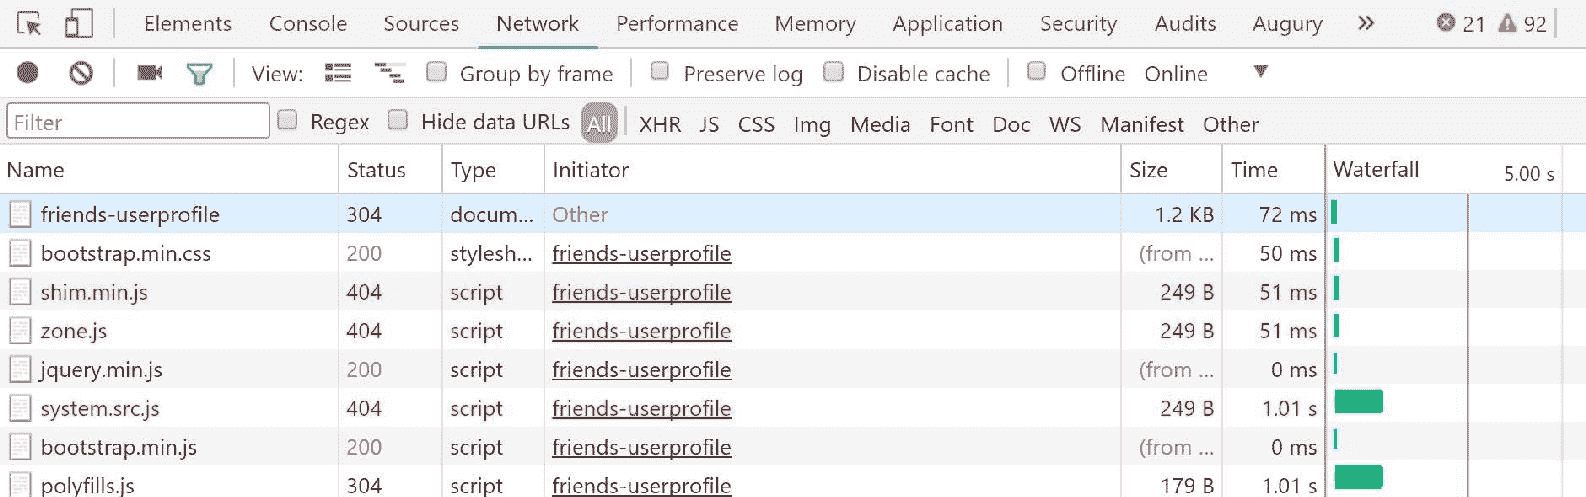 Elements Console Sources Network Performance Memory Application Security Audits Augury » 21 92
View: Group by frame Preserve log Disable cache Offline Online ▼
Filter Regex Hide data URLs All XHR JS CSS Img Media Font Doc WS Manifest Other
Name Status Type Initiator Size Time Waterfall 5.00 s
friends-userprofile 304 docum... Other 1.2 KB 72 ms
bootstrap.min.css 200 stylesh... friends-userprofile (from ... 50 ms
shim.min.js 404 script friends-userprofile 249 B 51 ms
zone.js 404 script friends-userprofile 249 B 51 ms
jquery.min.js 200 script friends-userprofile (from ... 0 ms
system.src.js 404 script friends-userprofile 249 B 1.01 s
bootstrap.min.js 200 script friends-userprofile (from ... 0 ms
polyfills.js 304 script friends-userprofile 179 B 1.01 s